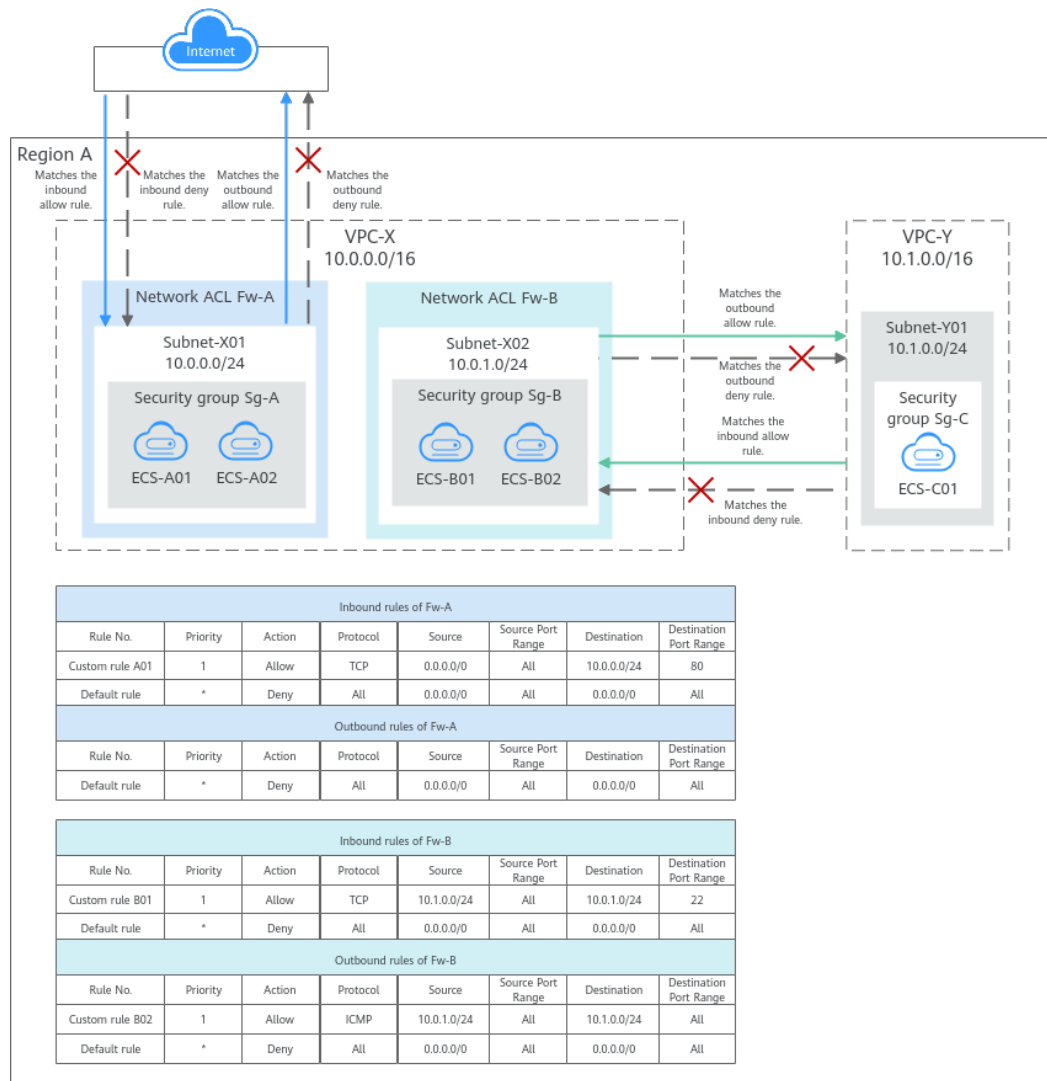 Internet
Region A
Matches the
inbound
allow rule.
Matches the
inbound deny
rule.
Matches the
outbound
allow rule.
Matches the
outbound
deny rule.
VPC-X
10.0.0.0/16
VPC-Y
10.1.0.0/16
Network ACL Fw-A
Subnet-X01
10.0.0.0/24
Security group Sg-A
ECS-A01
ECS-A02
Network ACL Fw-B
Subnet-X02
10.0.1.0/24
Security group Sg-B
ECS-B01
ECS-B02
Matches the
outbound
allow rule.
Matches the
outbound
deny rule.
Matches the
inbound allow
rule.
Matches the
inbound deny rule.
Subnet-Y01
10.1.0.0/24
Security
group Sg-C
ECS-C01
Inbound rules of Fw-A
Rule No. Priority Action Protocol Source Source Port Range Destination Destination Port Range
Custom rule A01 1 Allow TCP 0.0.0.0/0 All 10.0.0.0/24 80
Default rule * Deny All 0.0.0.0/0 All 0.0.0.0/0 All
Outbound rules of Fw-A
Rule No. Priority Action Protocol Source Source Port Range Destination Destination Port Range
Default rule * Deny All 0.0.0.0/0 All 0.0.0.0/0 All
Inbound rules of Fw-B
Rule No. Priority Action Protocol Source Source Port Range Destination Destination Port Range
Custom rule B01 1 Allow TCP 10.1.0.0/24 All 10.0.1.0/24 22
Default rule * Deny All 0.0.0.0/0 All 0.0.0.0/0 All
Outbound rules of Fw-B
Rule No. Priority Action Protocol Source Source Port Range Destination Destination Port Range
Custom rule B02 1 Allow ICMP 10.0.1.0/24 All 10.1.0.0/24 All
Default rule * Deny All 0.0.0.0/0 All 0.0.0.0/0 All